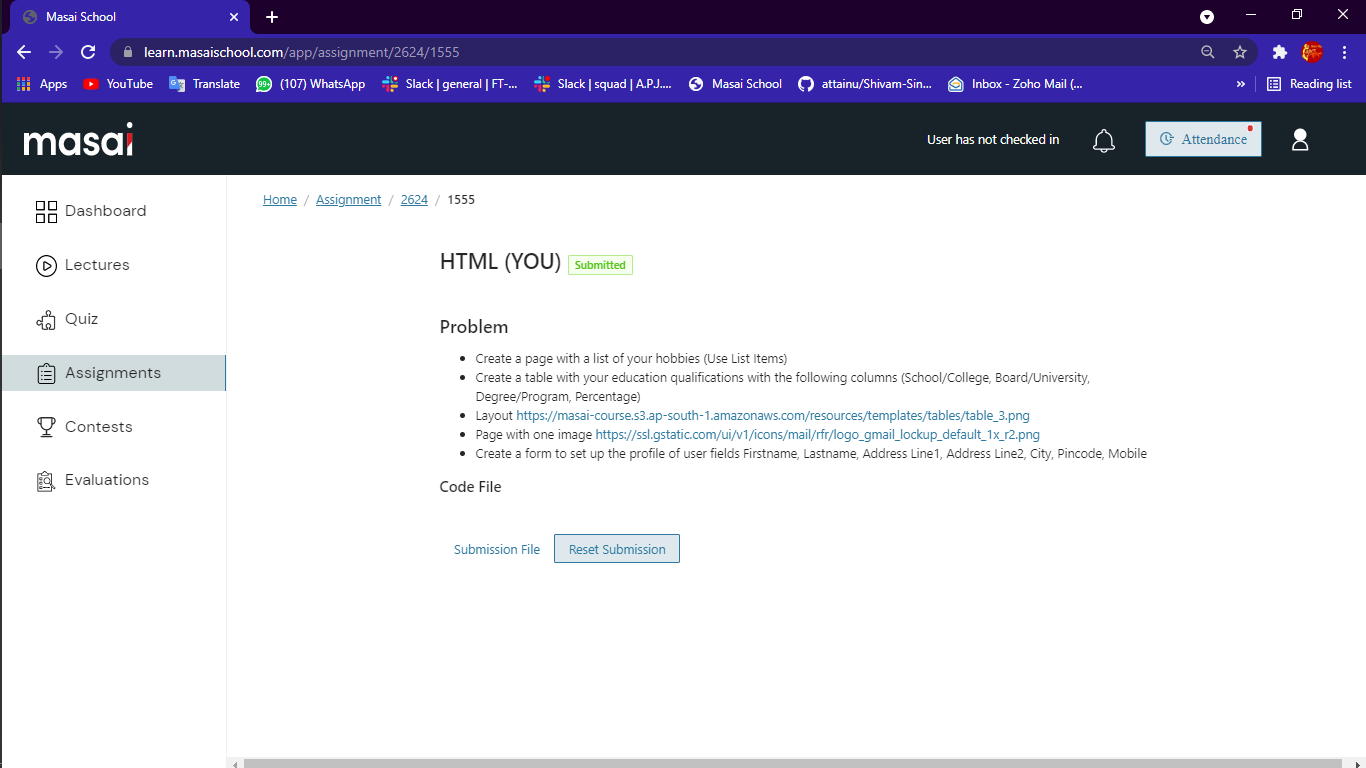 Masai School
learn.masaischool.com/app/assignment/2624/1555
Apps YouTube Translate 99+ (107) WhatsApp Slack | general | FT-... Slack | squad | A.P.J.... Masai School attainu/Shivam-Sin... Inbox - Zoho Mail (... » Reading list
masai User has not checked in Attendance
Dashboard
Lectures
Quiz
Assignments
Contests
Evaluations
Home / Assignment / 2624 / 1555
HTML (YOU) Submitted
Problem
• Create a page with a list of your hobbies (Use List Items)
• Create a table with your education qualifications with the following columns (School/College, Board/University,
Degree/Program, Percentage)
• Layout https://masai-course.s3.ap-south-1.amazonaws.com/resources/templates/tables/table_3.png
• Page with one image https://ssl.gstatic.com/ui/v1/icons/mail/rfr/logo_gmail_lockup_default_1x_r2.png
• Create a form to set up the profile of user fields Firstname, Lastname, Address Line1, Address Line2, City, Pincode, Mobile
Code File
Submission File Reset Submission